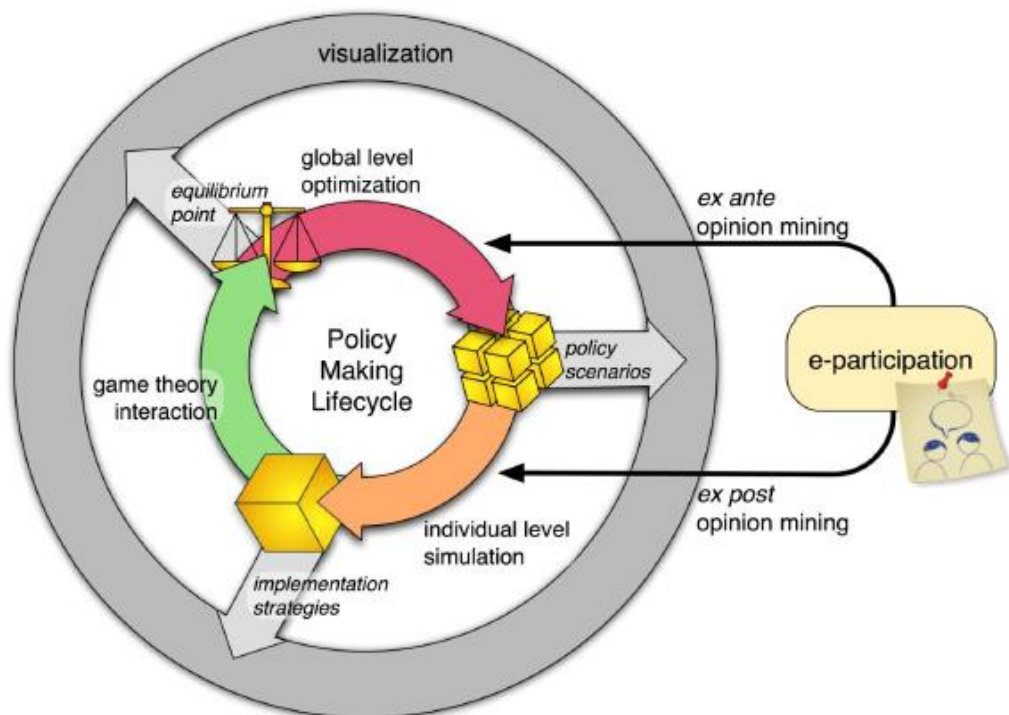 visualization
global level
optimization
equilibrium
point
ex ante
opinion mining
Policy
Making
Lifecycle
policy
scenarios
e-participation
game theory
interaction
ex post
opinion mining
individual level
simulation
implementation
strategies